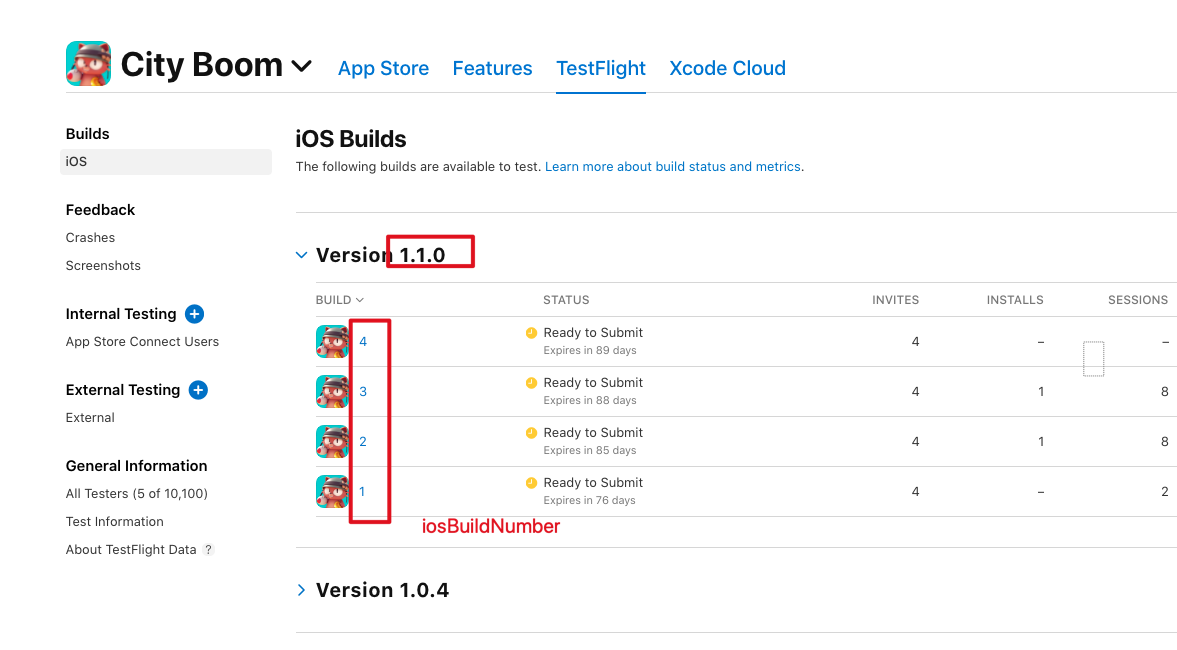 City Boom
App Store Features TestFlight Xcode Cloud
Builds
iOS
Feedback
Crashes
Screenshots
Internal Testing
App Store Connect Users
External Testing
External
General Information
All Testers (5 of 10,100)
Test Information
About TestFlight Data ?
iOS Builds
The following builds are available to test. Learn more about build status and metrics.
Version 1.1.0
BUILD STATUS INVITES INSTALLS SESSIONS
4 Ready to Submit 4 – –
Expires in 89 days
3 Ready to Submit 4 1 8
Expires in 88 days
2 Ready to Submit 4 1 8
Expires in 85 days
1 Ready to Submit 4 – 2
Expires in 76 days
iosBuildNumber
Version 1.0.4